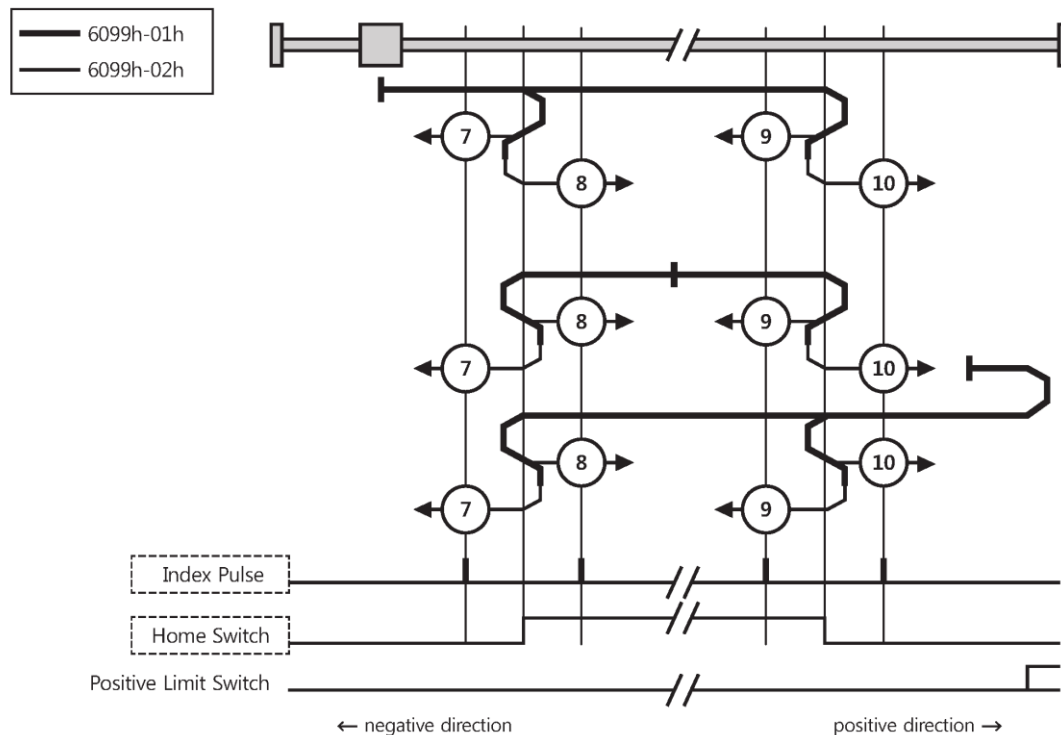 6099h-01h
6099h-02h
7
9
8
10
8
9
7
10
8
10
7
9
Index Pulse
Home Switch
Positive Limit Switch
← negative direction
positive direction →